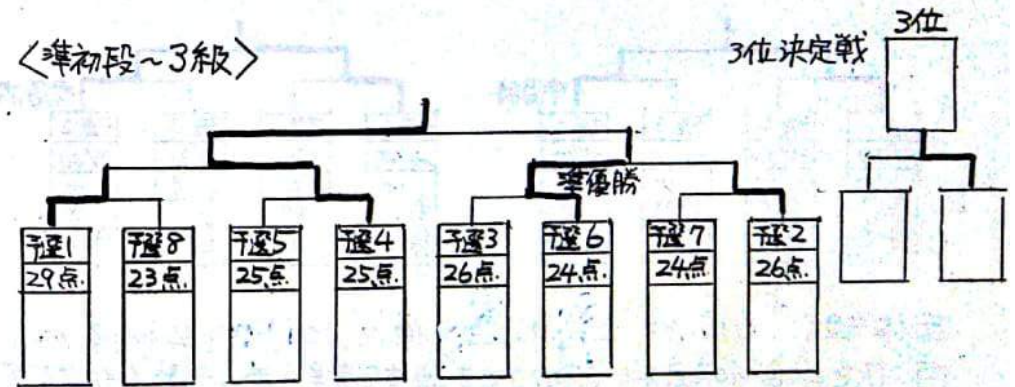 3位
<準初段～3級>
3位決定戦
準優勝
予選1 予選8 予選5 予選4 予選3 予選6 予選7 予選2
29点 23点 25点 25点 26点 24点 24点 26点